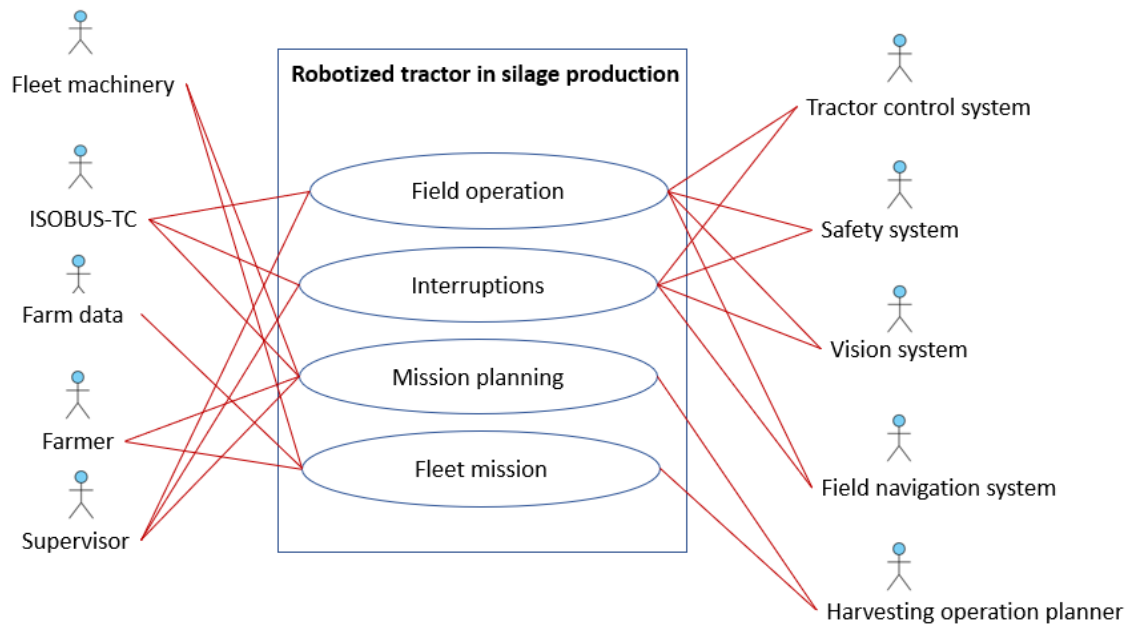 Robotized tractor in silage production
Fleet machinery
ISOBUS-TC
Farm data
Farmer
Supervisor
Field operation
Interruptions
Mission planning
Fleet mission
Tractor control system
Safety system
Vision system
Field navigation system
Harvesting operation planner